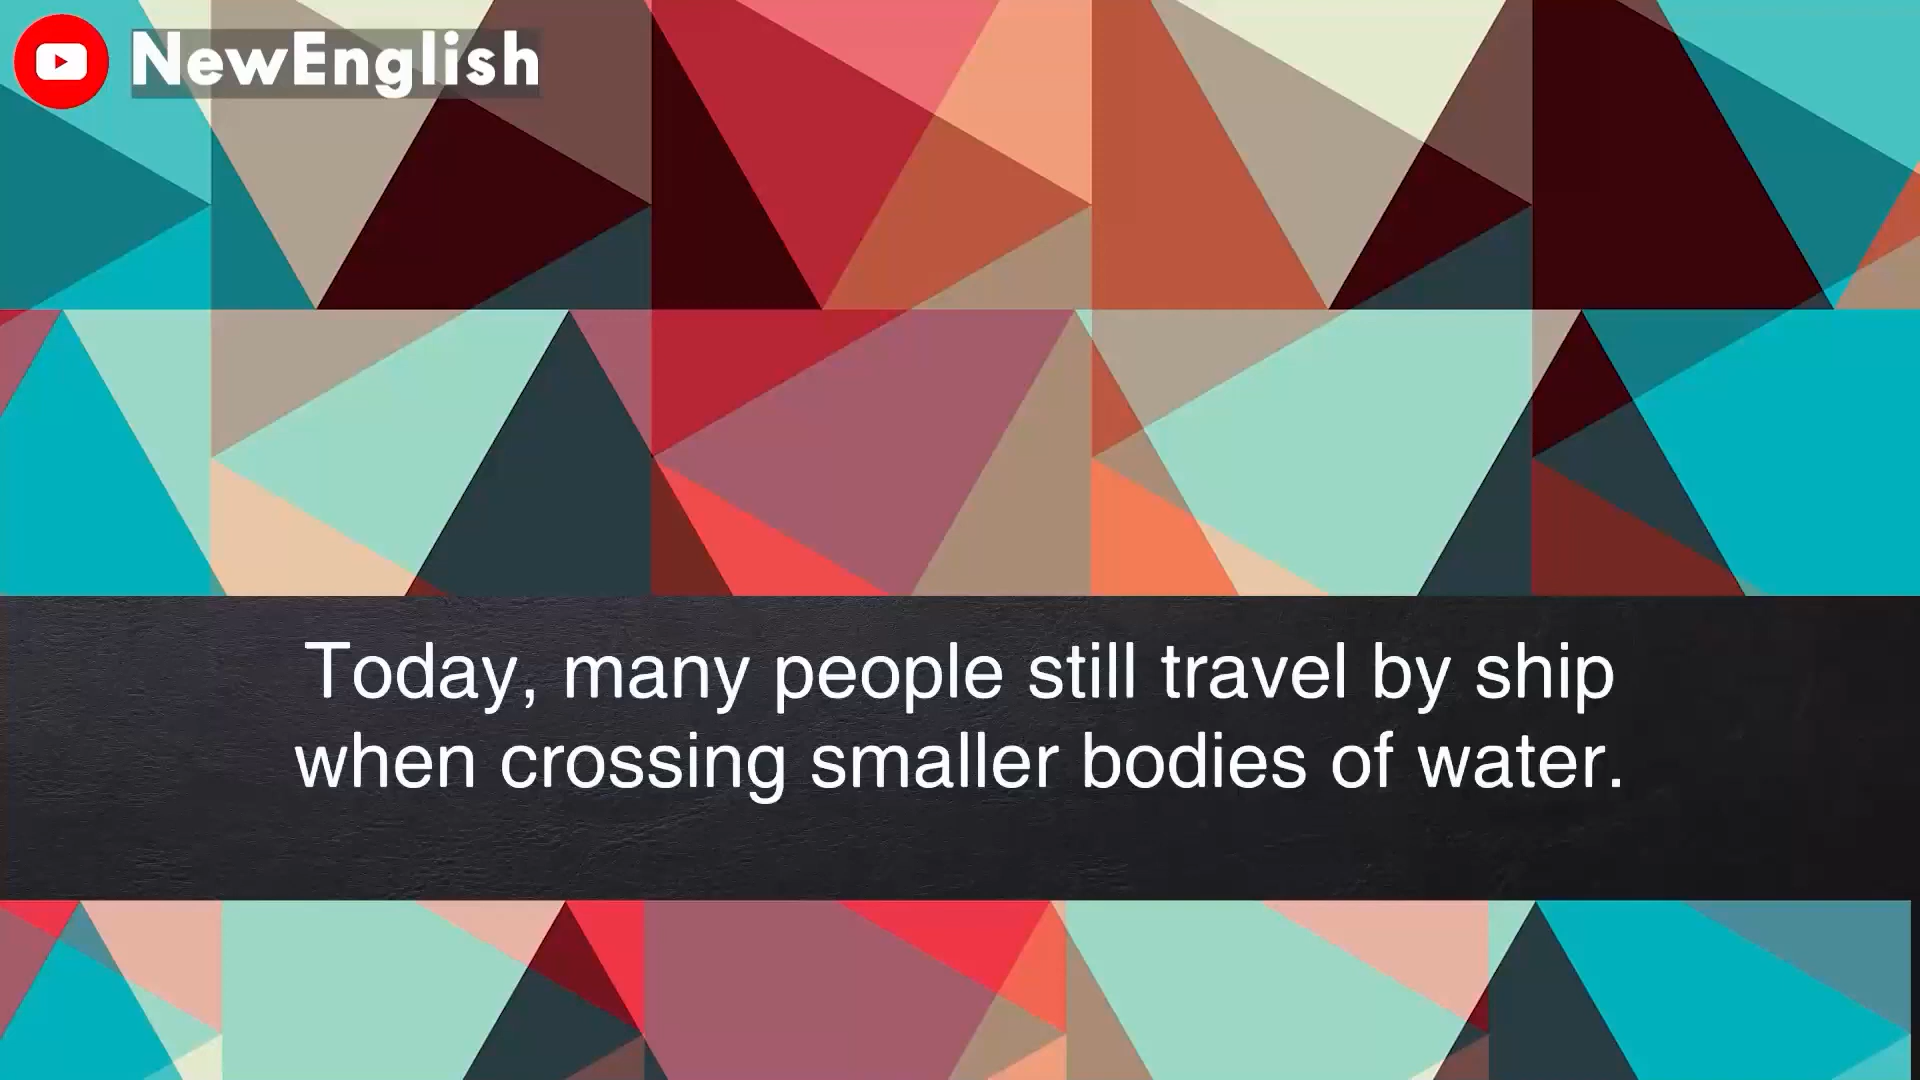 NewEnglish
Today, many people still travel by ship
when crossing smaller bodies of water.